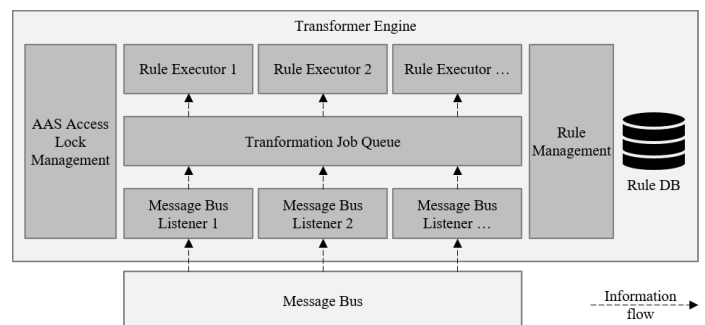 Transformer Engine
AAS Access
Lock
Management
Rule Executor 1
Rule Executor 2
Rule Executor …
Tranformation Job Queue
Message Bus
Listener 1
Message Bus
Listener 2
Message Bus
Listener …
Rule
Management
Rule DB
Message Bus
Information
flow